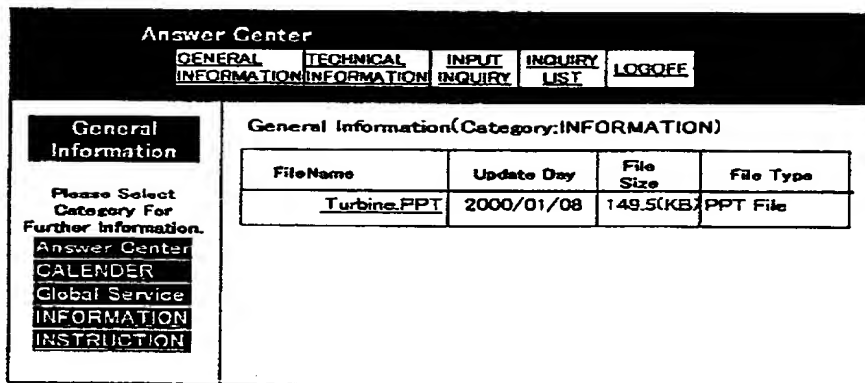 Answer Center
GENERAL INFORMATION
TECHNICAL INFORMATION
INPUT INQUIRY
INQUIRY LIST
LOGOFF
General
Information
Please Select
Category For
Further Information.
Answer Center
CALENDER
Global Service
INFORMATION
INSTRUCTION
General Information(Category:INFORMATION)
FileName Update Day File Size File Type
Turbine.PPT 2000/01/08 149.5(KB) PPT File